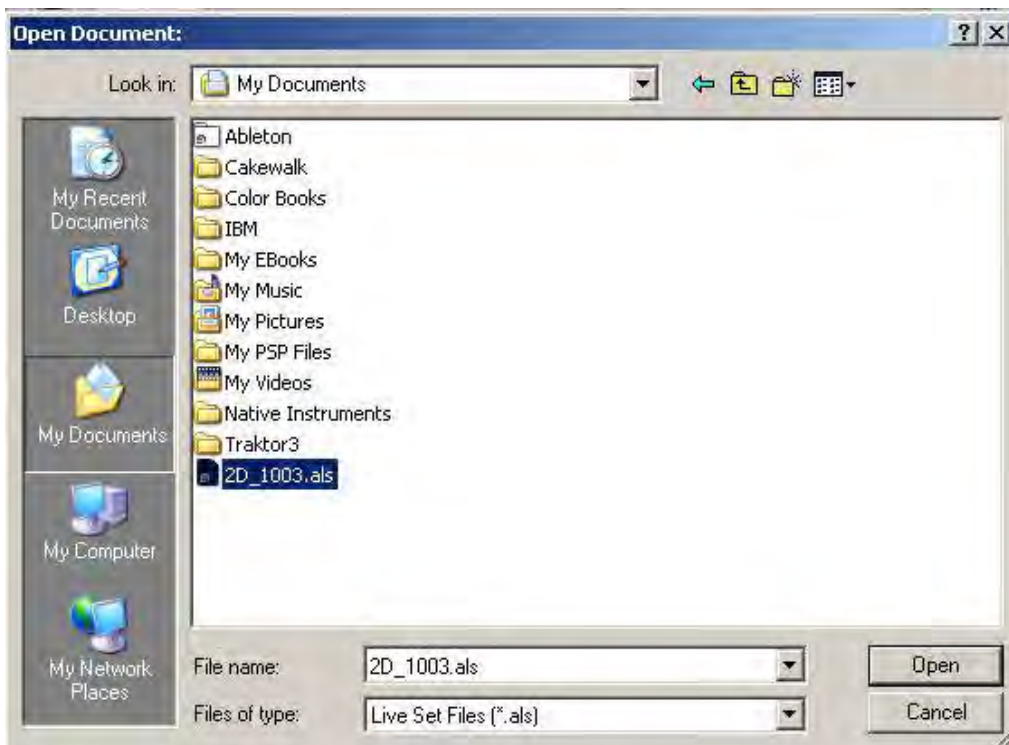 Open Document:
Look in: My Documents
My Recent
Documents
Desktop
My Documents
My Computer
My Network
Places
Ableton
Cakewalk
Color Books
IBM
My EBooks
My Music
My Pictures
My PSP Files
My Videos
Native Instruments
Traktor3
2D_1003.als
File name: 2D_1003.als Open
Files of type: Live Set Files (*.als) Cancel